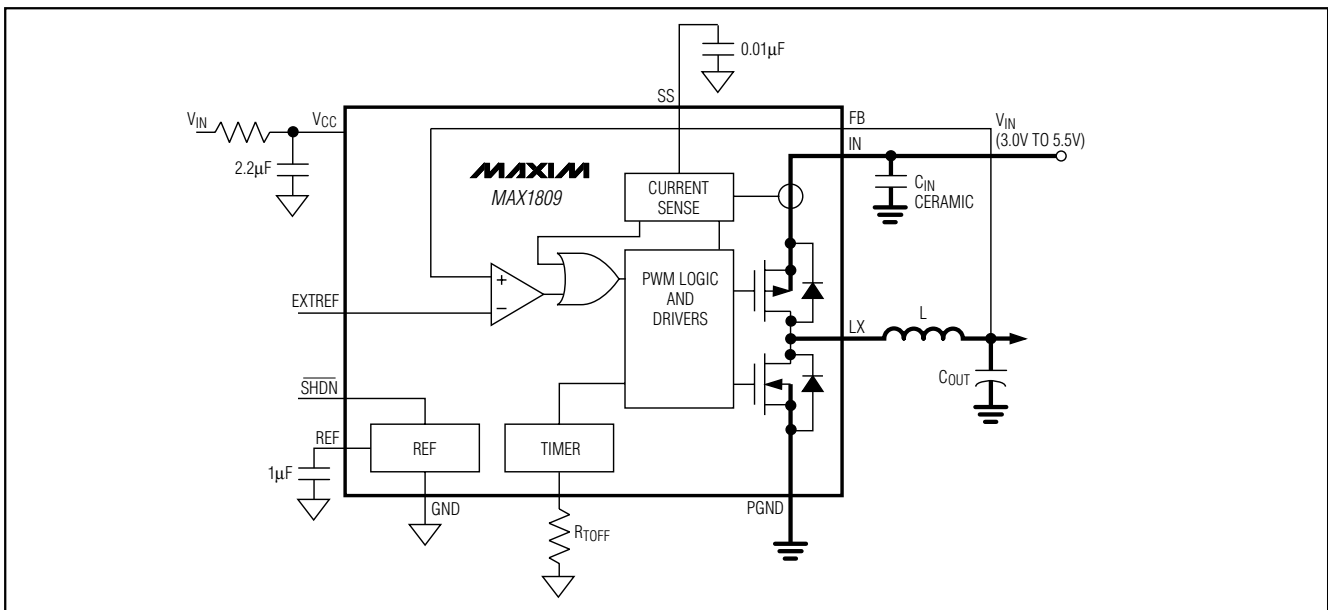 0.01µF
SS
VIN
VCC
FB
VIN
(3.0V TO 5.5V)
IN
2.2µF
MAXIM
MAX1809
CURRENT
SENSE
CIN
CERAMIC
+
−
PWM LOGIC
AND
DRIVERS
EXTREF
LX
L
COUT
SHDN
REF
REF
TIMER
1µF
GND
PGND
RTOFF